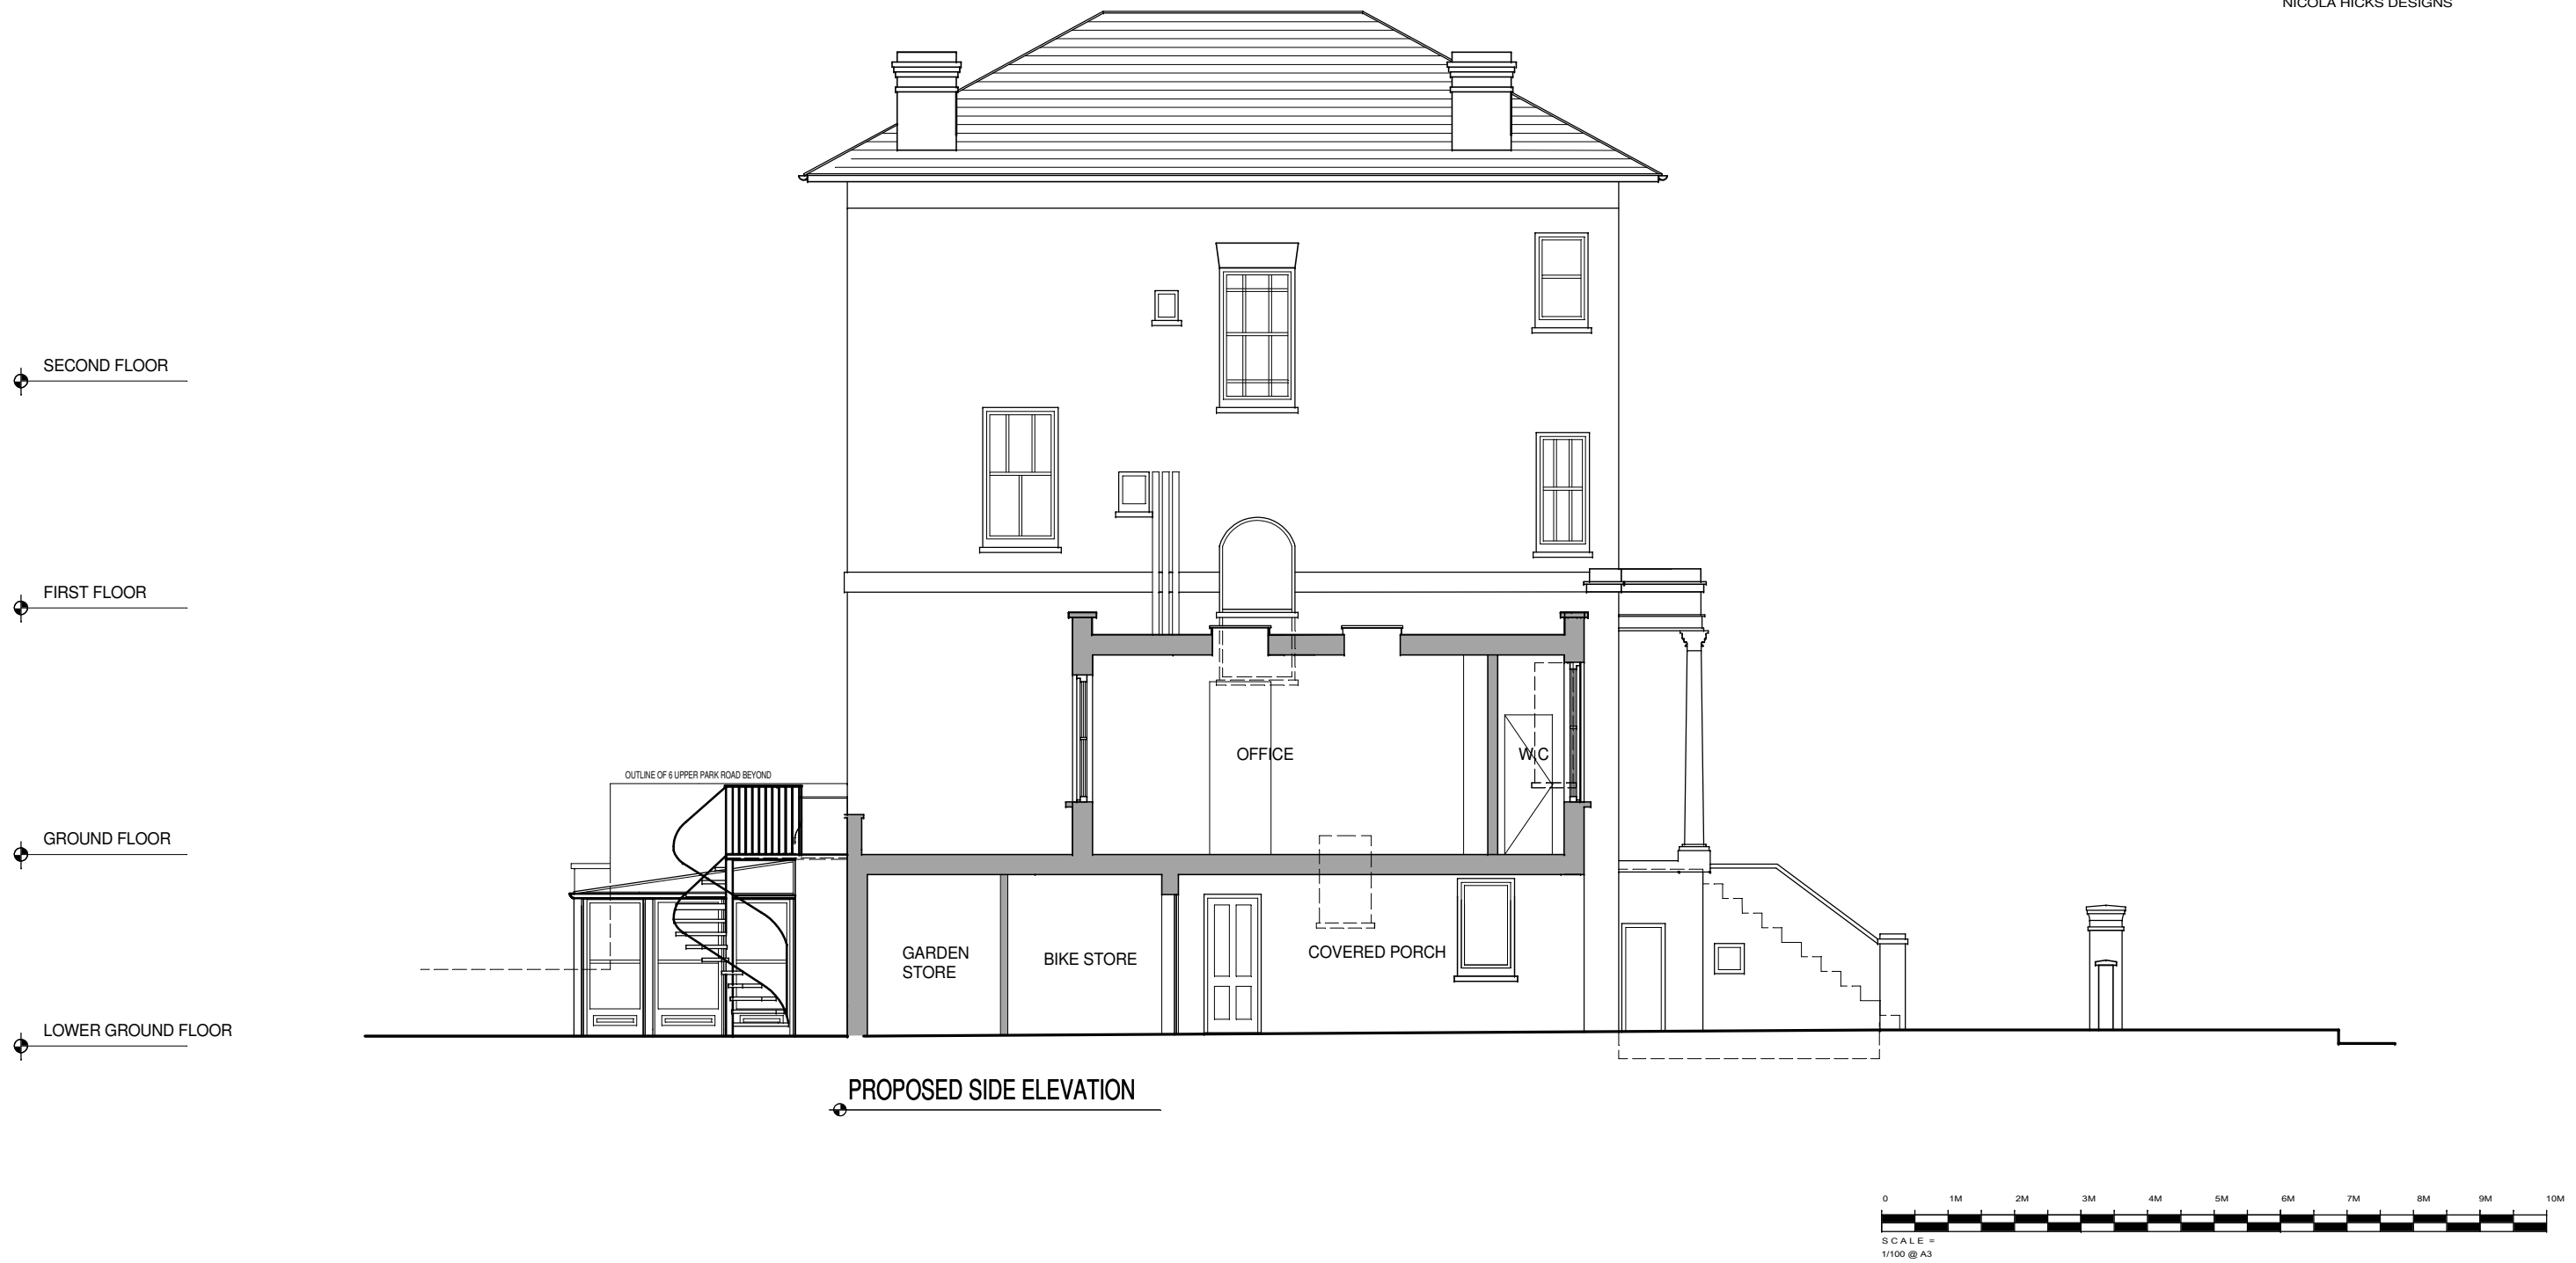 NICOLA HICKS DESIGNS
SECOND FLOOR
FIRST FLOOR
OFFICE
W.C
OUTLINE OF 6 UPPER PARK ROAD BEYOND
GROUND FLOOR
GARDEN
STORE
BIKE STORE
COVERED PORCH
LOWER GROUND FLOOR
PROPOSED SIDE ELEVATION
0 1M 2M 3M 4M 5M 6M 7M 8M 9M 10M
SCALE =
1/100 @ A3